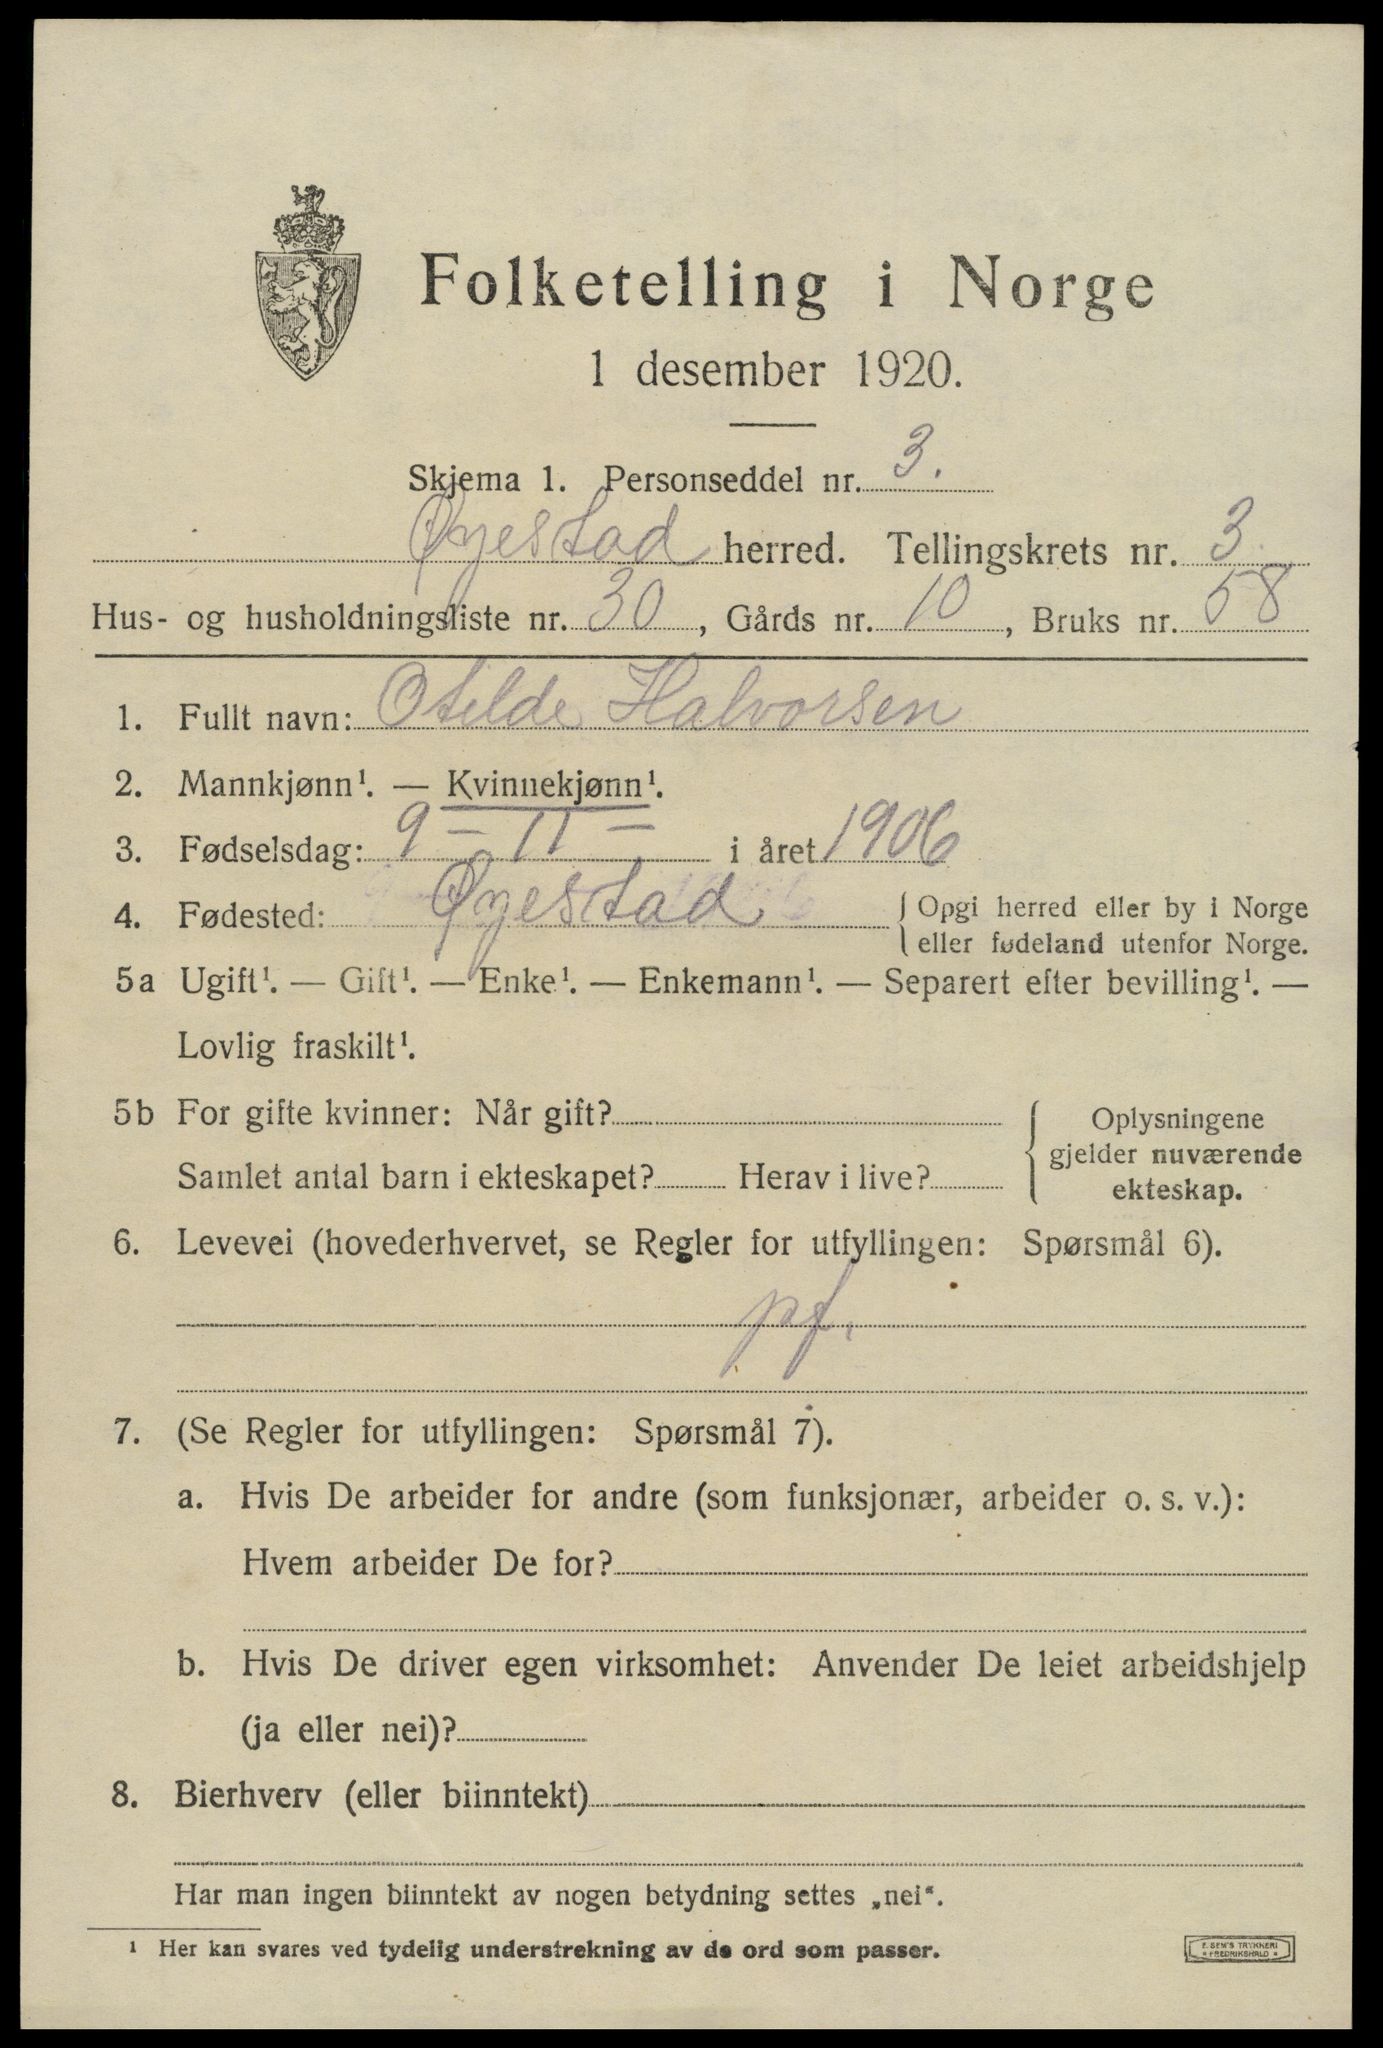 Folketelling i Norge
1 desember 1920.
Skjema 1. Personseddel nr. 3.
Øyestad herred. Tellingskrets nr. 3
Hus- og husholdningsliste nr. 30, Gårds nr. 10, Bruks nr. 58
1. Fullt navn: Otilde Halvorsen
2. Mannkjønn¹. — Kvinnekjønn¹.
3. Fødselsdag: 9 - 11 - i året 1906
4. Fødested: Øyestad { Opgi herred eller by i Norge
eller fødeland utenfor Norge.
5a Ugift¹. — Gift¹. — Enke¹. — Enkemann¹. — Separert efter bevilling¹. —
Lovlig fraskilt¹.
5b For gifte kvinner: Når gift? { Oplysningene
gjelder nuværende
Samlet antal barn i ekteskapet? Herav i live? ekteskap.
6. Levevei (hovederhvervet, se Regler for utfyllingen: Spørsmål 6).
pf.
7. (Se Regler for utfyllingen: Spørsmål 7).
a. Hvis De arbeider for andre (som funksjonær, arbeider o. s. v.):
Hvem arbeider De for?
b. Hvis De driver egen virksomhet: Anvender De leiet arbeidshjelp
(ja eller nei)?
8. Bierhverv (eller biinntekt)
Har man ingen biinntekt av nogen betydning settes „nei“.
¹ Her kan svares ved tydelig understrekning av de ord som passer.
F. SEM'S TRYKKERI
* FREDRIKSHALD *